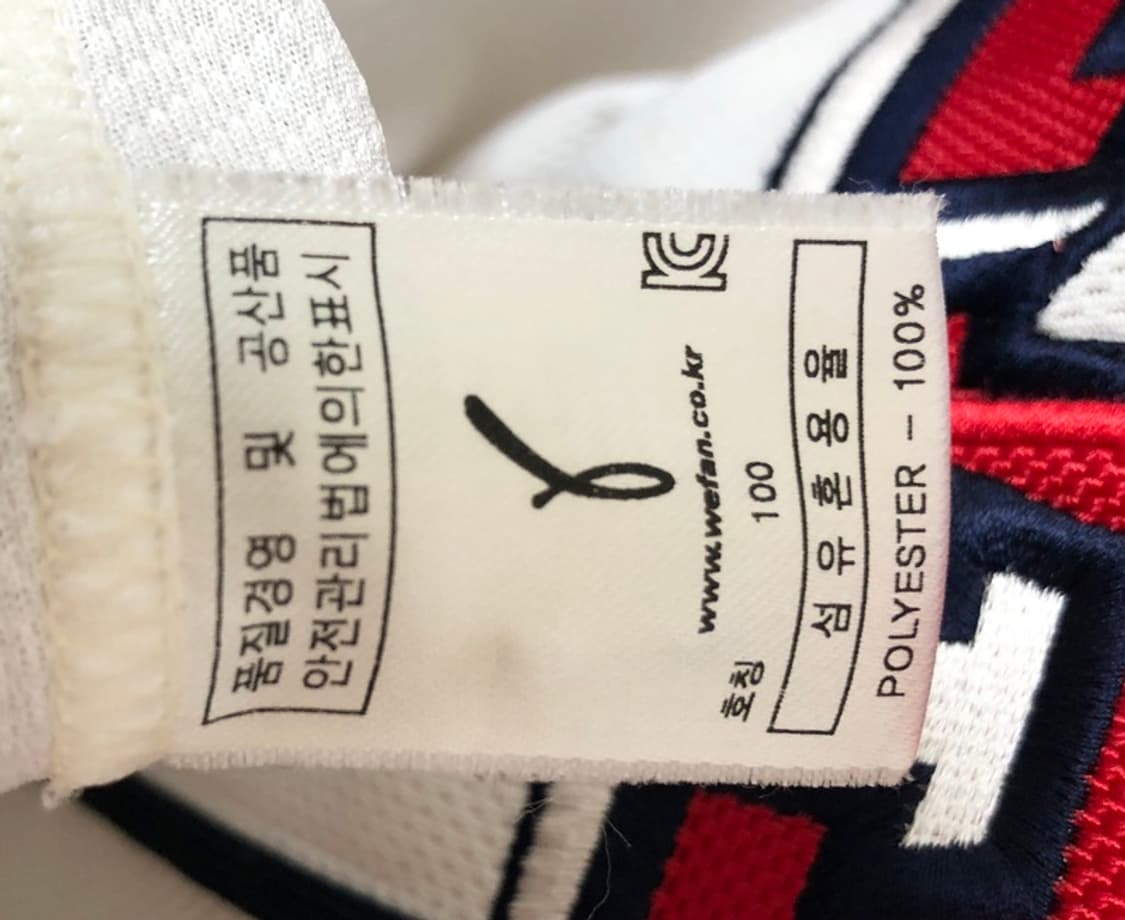 품질경영 및 공산품
안전관리법에의한표시
www.wefan.co.kr
호칭 100
섬유혼용율
POLYESTER - 100%